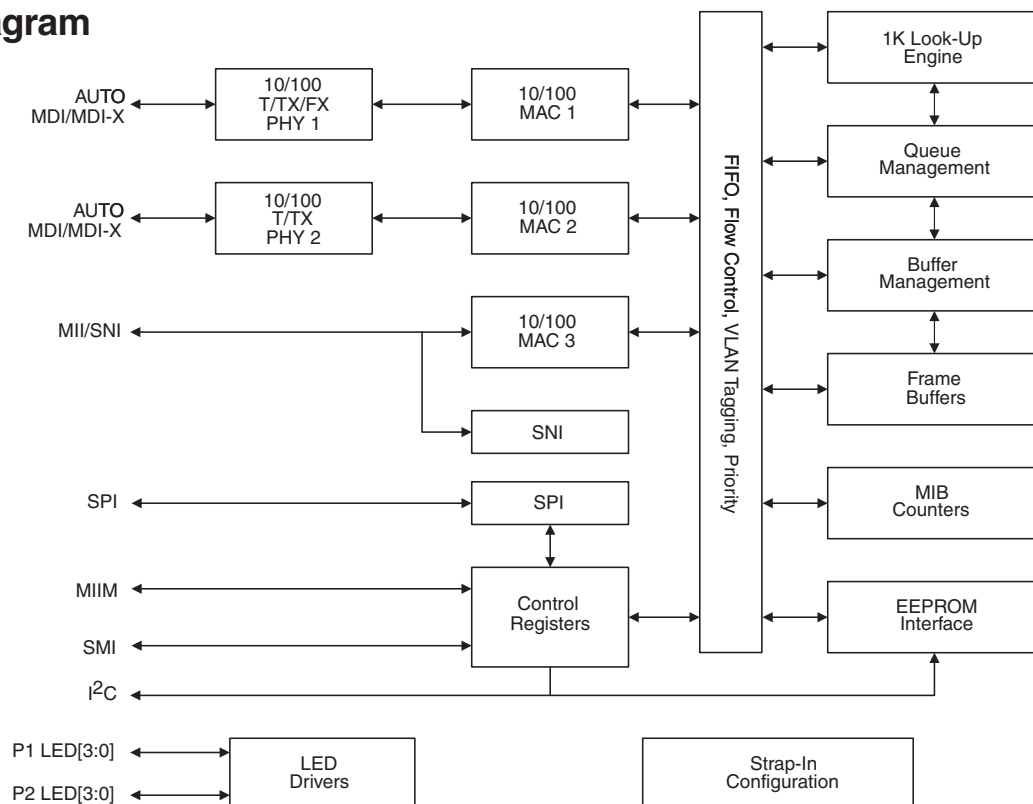 agram
AUTO
MDI/MDI-X
10/100
T/TX/FX
PHY 1
10/100
MAC 1
1K Look-Up
Engine
AUTO
MDI/MDI-X
10/100
T/TX
PHY 2
10/100
MAC 2
Queue
Management
FIFO, Flow Control, VLAN Tagging, Priority
Buffer
Management
MII/SNI
10/100
MAC 3
Frame
Buffers
SNI
SPI
SPI
MIB
Counters
MIIM
Control
Registers
EEPROM
Interface
SMI
I²C
P1 LED[3:0]
LED
Drivers
Strap-In
Configuration
P2 LED[3:0]